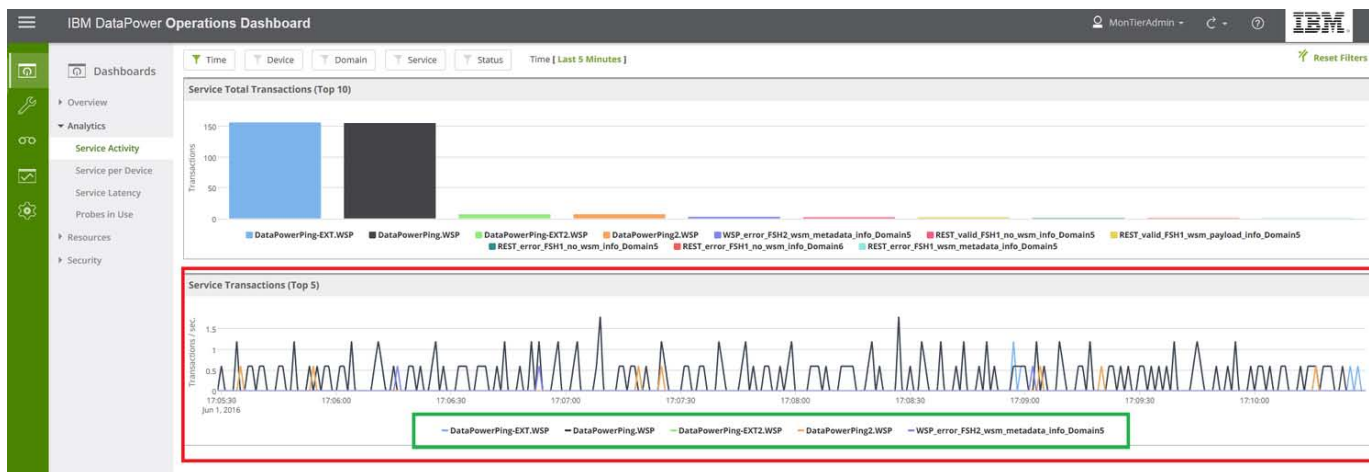 IBM DataPower Operations Dashboard
MonTierAdmin
IBM
Dashboards
Overview
Analytics
Service Activity
Service per Device
Service Latency
Probes in Use
Resources
Security
Time Device Domain Service Status Time [ Last 5 Minutes ] Reset Filters
Service Total Transactions (Top 10)
Transactions
150
100
50
0
DataPowerPing-EXT.WSP DataPowerPing.WSP DataPowerPing-EXT2.WSP DataPowerPing2.WSP WSP_error_FSH2_wsm_metadata_info_Domain5 REST_valid_FSH1_no_wsm_info_Domain5 REST_valid_FSH1_wsm_payload_info_Domain5
REST_error_FSH1_no_wsm_info_Domain5 REST_error_FSH1_no_wsm_info_Domain6 REST_error_FSH1_wsm_metadata_info_Domain5
Service Transactions (Top 5)
Transactions / sec.
1.5
1
0.5
0
17:05:30 17:06:00 17:06:30 17:07:00 17:07:30 17:08:00 17:08:30 17:09:00 17:09:30 17:10:00
Jun 1, 2016
DataPowerPing-EXT.WSP DataPowerPing.WSP DataPowerPing-EXT2.WSP DataPowerPing2.WSP WSP_error_FSH2_wsm_metadata_info_Domain5